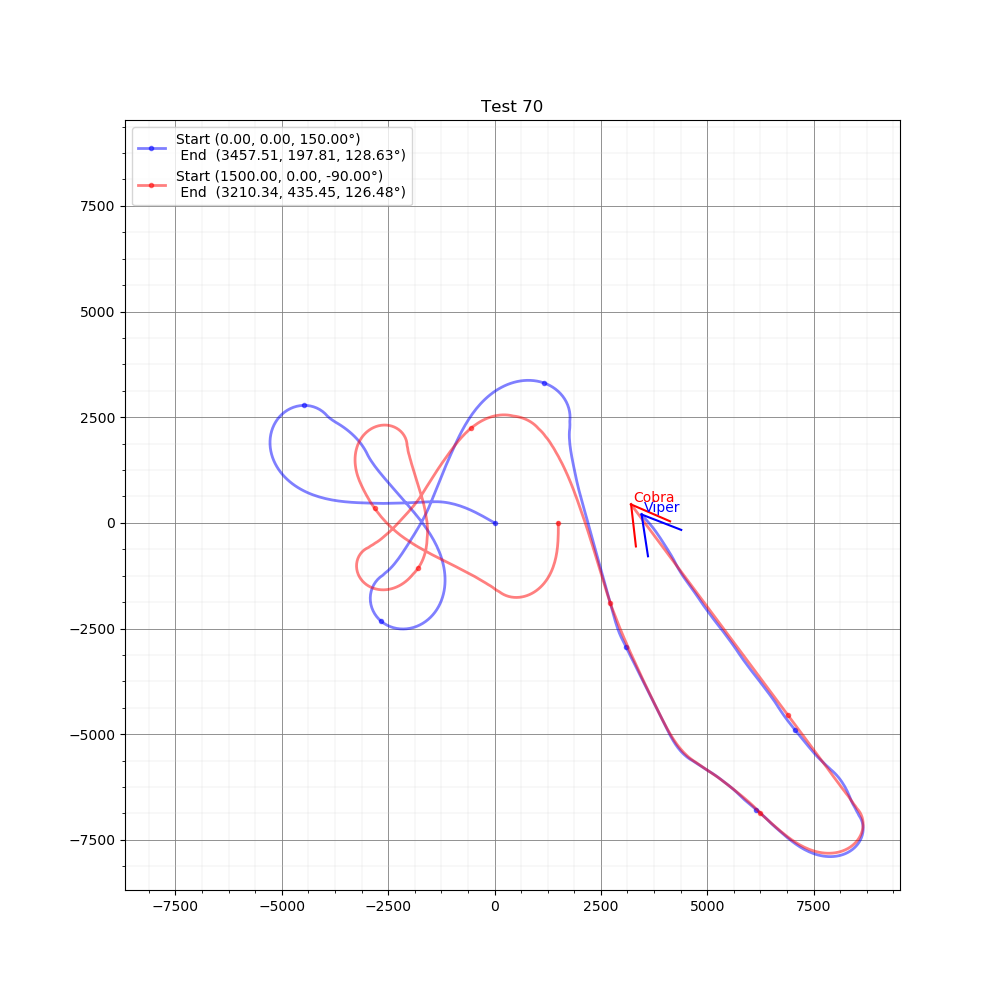 Test 70
Start (0.00, 0.00, 150.00°)
End  (3457.51, 197.81, 128.63°)
Start (1500.00, 0.00, -90.00°)
End  (3210.34, 435.45, 126.48°)
7500
5000
2500
0
−2500
−5000
−7500
Cobra
Viper
−7500 −5000 −2500 0 2500 5000 7500